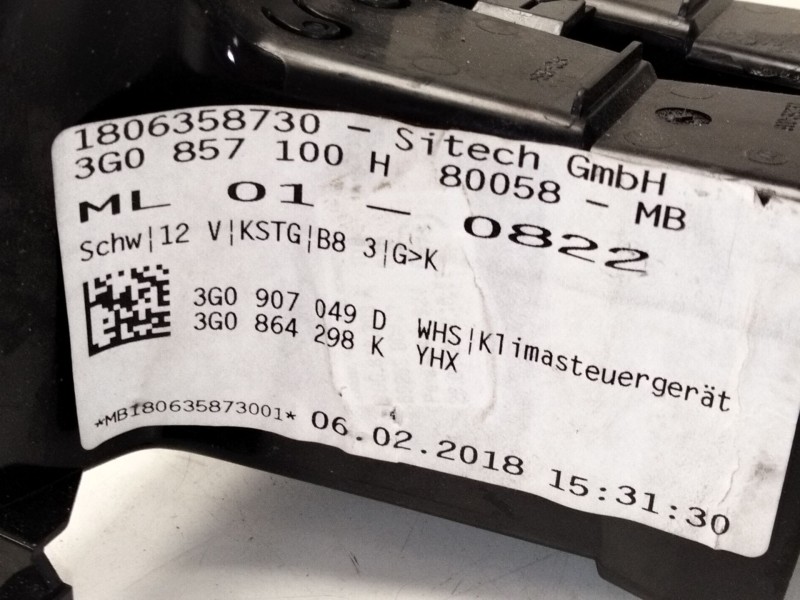 1806358730 - Sitech GmbH
3G0 857 100 H 80058 - MB
ML 01 - 0822
Schw|12 V|KSTG|B8 3|G>K
3G0 907 049 D WHS|Klimasteuergerät
3G0 864 298 K YHX
*MB180635873001* 06.02.2018 15:31:30